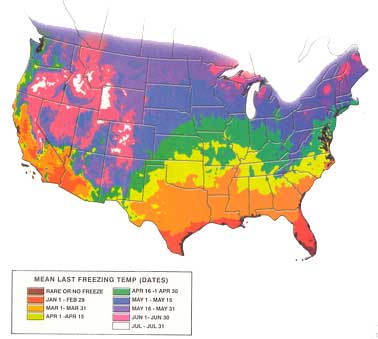 MEAN LAST FREEZING TEMP (DATES)
RARE OR NO FREEZE
JAN 1 - FEB 28
MAR 1 - MAR 31
APR 1 - APR 15
APR 16 -1 APR 30
MAY 1 - MAY 15
MAY 16 - MAY 31
JUN 1 - JUN 30
JUL - JUL 31